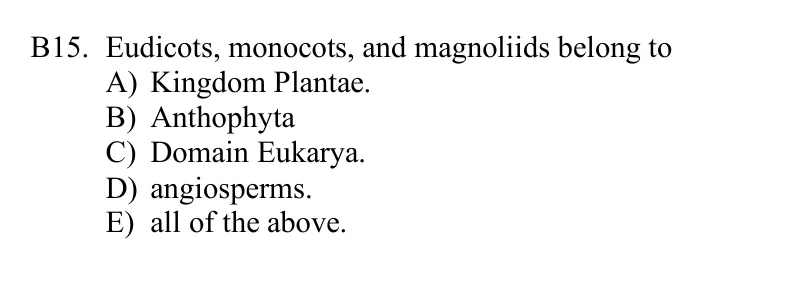 B15. Eudicots, monocots, and magnoliids belong to
A) Kingdom Plantae.
B) Anthophyta
C) Domain Eukarya.
D) angiosperms.
E) all of the above.